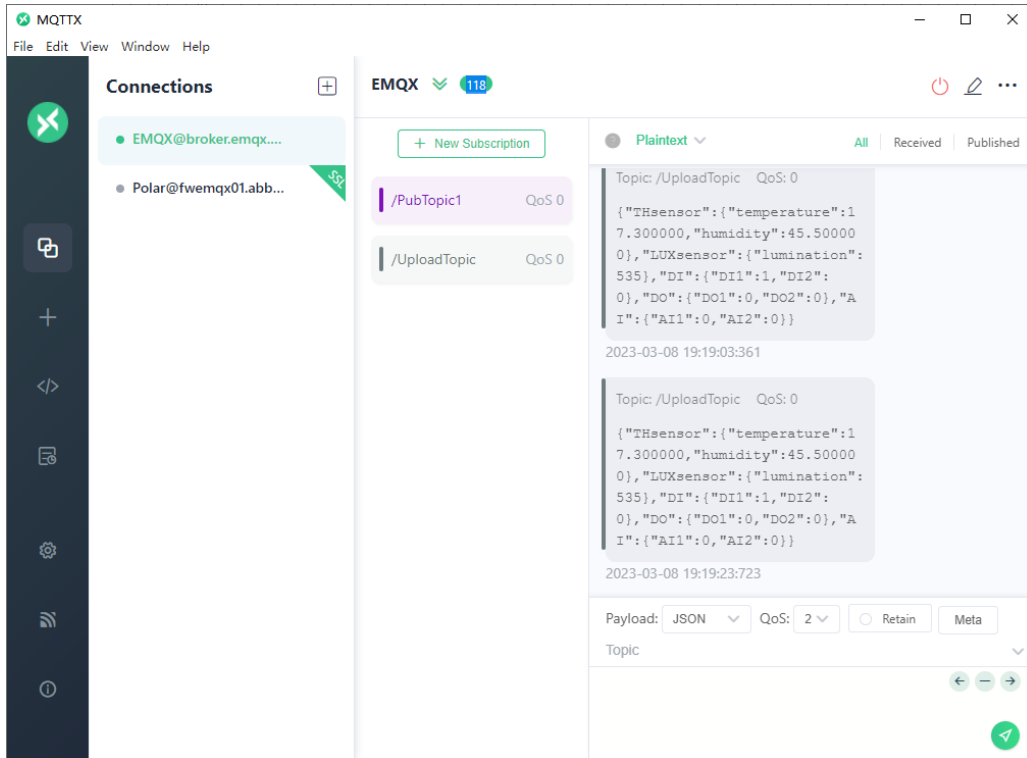 MQTTX
File Edit View Window Help
Connections
EMQX@broker.emqx....
Polar@fwemqx01.abb...
SSL
EMQX 118
+ New Subscription
/PubTopic1 QoS 0
/UploadTopic QoS 0
Plaintext All Received Published
Topic: /UploadTopic QoS: 0
{"THsensor":{"temperature":1
7.300000,"humidity":45.50000
0},"LUXsensor":{"lumination":
535},"DI":{"DI1":1,"DI2":
0},"DO":{"DO1":0,"DO2":0},"A
I":{"AI1":0,"AI2":0}}
2023-03-08 19:19:03:361
Topic: /UploadTopic QoS: 0
{"THsensor":{"temperature":1
7.300000,"humidity":45.50000
0},"LUXsensor":{"lumination":
535},"DI":{"DI1":1,"DI2":
0},"DO":{"DO1":0,"DO2":0},"A
I":{"AI1":0,"AI2":0}}
2023-03-08 19:19:23:723
Payload: JSON QoS: 2 Retain Meta
Topic